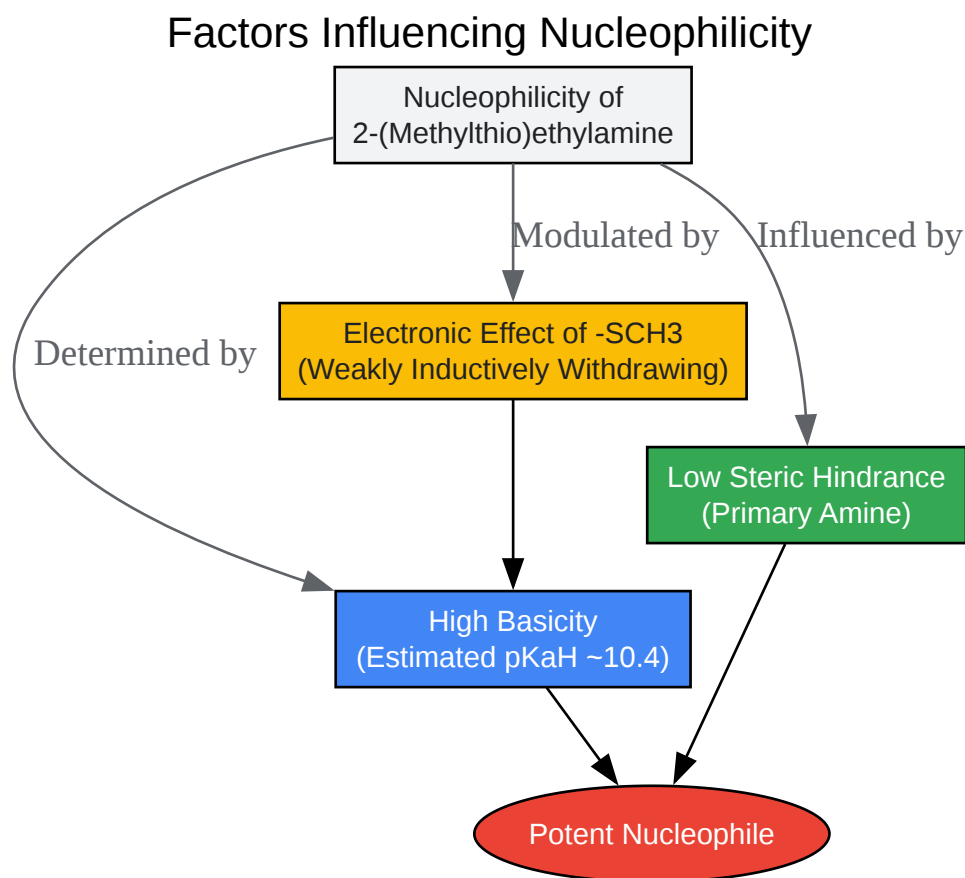 Factors Influencing Nucleophilicity
Nucleophilicity of
2-(Methylthio)ethylamine
Modulated by
Influenced by
Determined by
Electronic Effect of -SCH3
(Weakly Inductively Withdrawing)
Low Steric Hindrance
(Primary Amine)
High Basicity
(Estimated pKaH ~10.4)
Potent Nucleophile